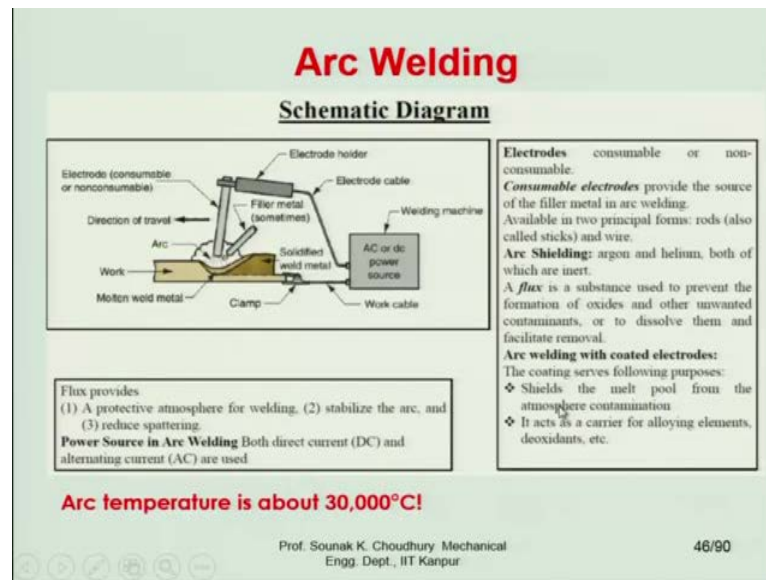 Arc Welding
Schematic Diagram
Electrode holder
Electrode (consumable
or nonconsumable)
Electrode cable
Filler metal
(sometimes)
Direction of travel
Welding machine
Arc
Solidified
weld metal
AC or dc
power
source
Work
Molten weld metal
Clamp
Work cable
Electrodes consumable or non-
consumable.
Consumable electrodes provide the source
of the filler metal in arc welding.
Available in two principal forms: rods (also
called sticks) and wire.
Arc Shielding: argon and helium, both of
which are inert.
A flux is a substance used to prevent the
formation of oxides and other unwanted
contaminants, or to dissolve them and
facilitate removal.
Arc welding with coated electrodes:
The coating serves following purposes:
❖ Shields the melt pool from the
atmosphere contamination
❖ It acts as a carrier for alloying elements,
deoxidants, etc.
Flux provides
(1) A protective atmosphere for welding, (2) stabilize the arc, and
(3) reduce spattering.
Power Source in Arc Welding Both direct current (DC) and
alternating current (AC) are used
Arc temperature is about 30,000°C!
Prof. Sounak K. Choudhury Mechanical
Engg. Dept., IIT Kanpur
46/90